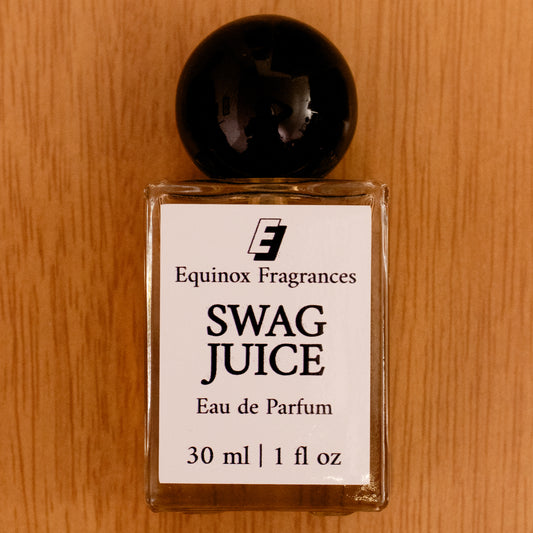 E
Equinox Fragrances
SWAG
JUICE
Eau de Parfum
30 ml | 1 fl oz